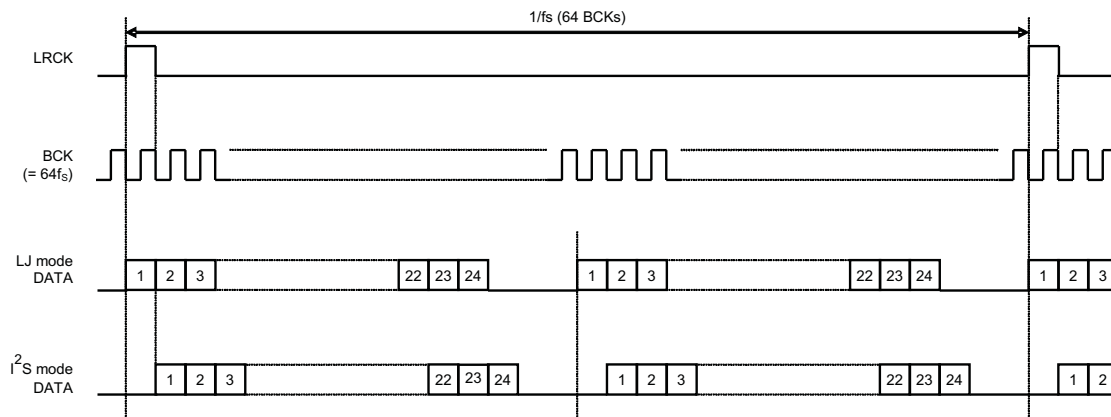 1/fs (64 BCKs)
LRCK
BCK
(= 64fS)
LJ mode
DATA
1 2 3 22 23 24 1 2 3 22 23 24 1 2 3
I2S mode
DATA
1 2 3 22 23 24 1 2 3 22 23 24 1 2